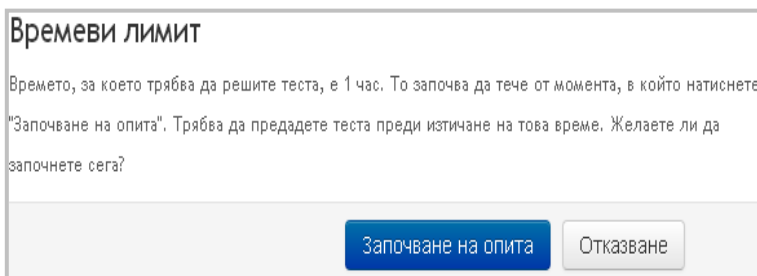 Времеви лимит
Времето, за което трябва да решите теста, е 1 час. То започва да тече от момента, в който натиснете
"Започване на опита". Трябва да предадете теста преди изтичане на това време. Желаете ли да
започнете сега?
Започване на опита Отказване